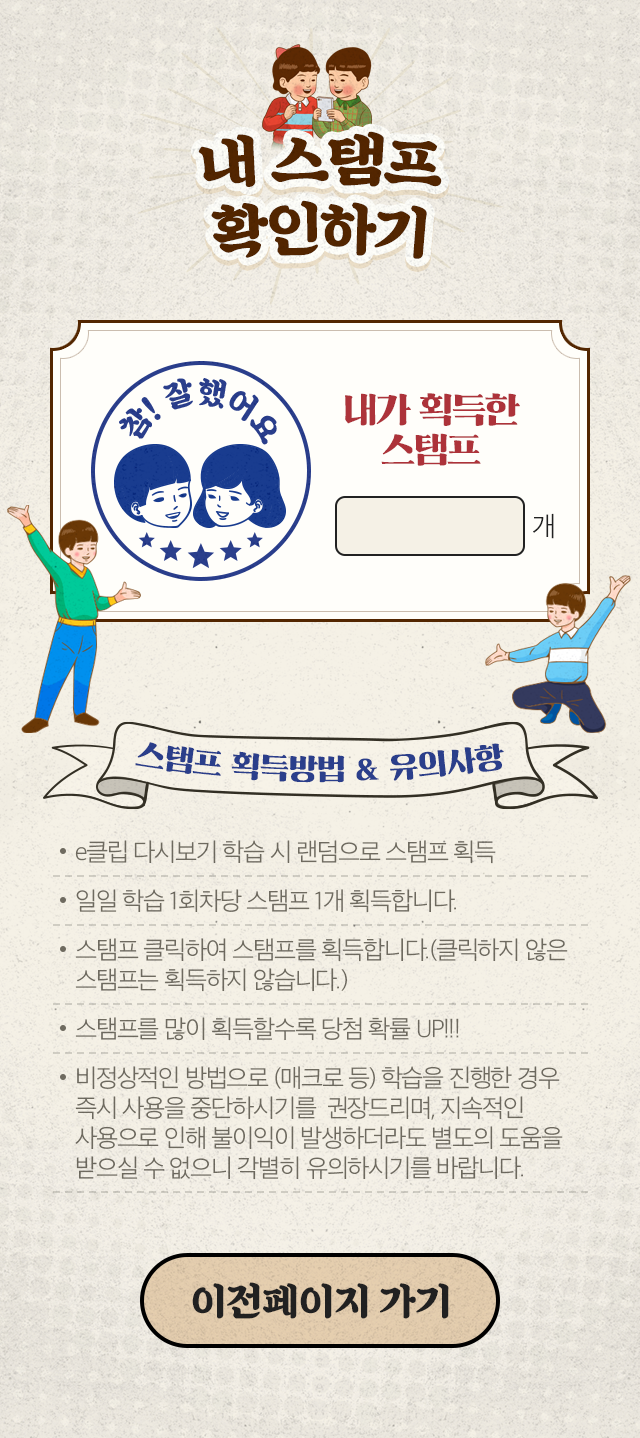 내 스탬프
확인하기
참! 잘했어요
내가 획득한
스탬프
개
스탬프 획득방법 & 유의사항
• e클립 다시보기 학습 시 랜덤으로 스탬프 획득
• 일일 학습 1회차당 스탬프 1개 획득합니다.
• 스탬프 클릭하여 스탬프를 획득합니다.(클릭하지 않은
스탬프는 획득하지 않습니다.)
• 스탬프를 많이 획득할수록 당첨 확률 UP!!!
• 비정상적인 방법으로 (매크로 등) 학습을 진행한 경우
즉시 사용을 중단하시기를 권장드리며, 지속적인
사용으로 인해 불이익이 발생하더라도 별도의 도움을
받으실 수 없으니 각별히 유의하시기를 바랍니다.
이전페이지 가기